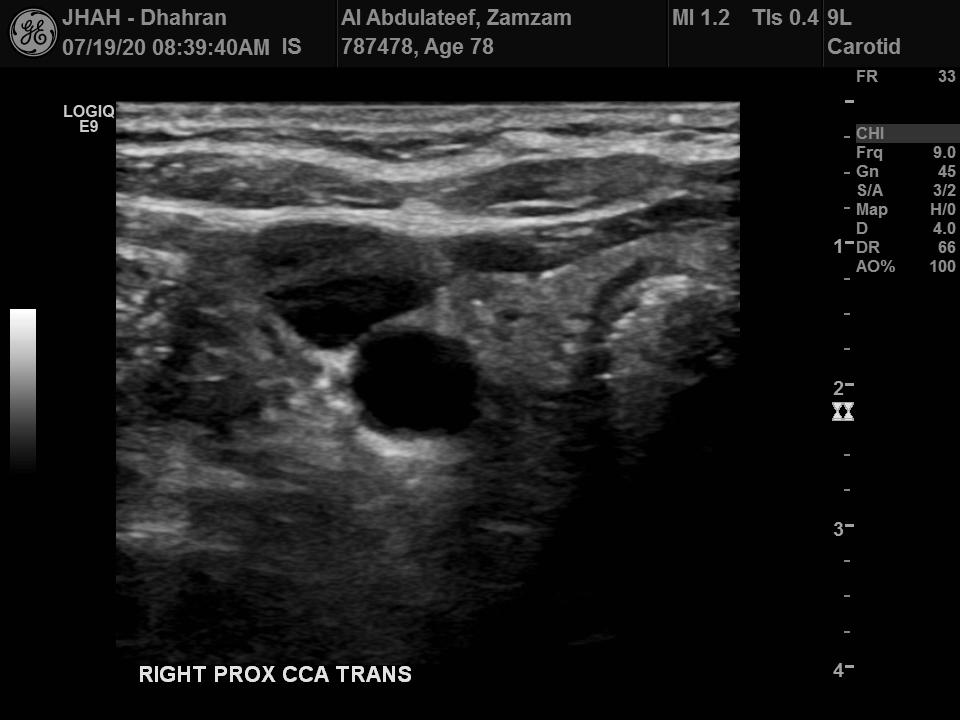 JHAH - Dhahran
07/19/20 08:39:40AM IS
Al Abdulateef, Zamzam
787478, Age 78
MI 1.2 TIs 0.4
9L
Carotid
LOGIQ
E9
FR 33
CHI
Frq 9.0
Gn 45
S/A 3/2
Map H/0
D 4.0
DR 66
AO% 100
1
2
3
4
RIGHT PROX CCA TRANS